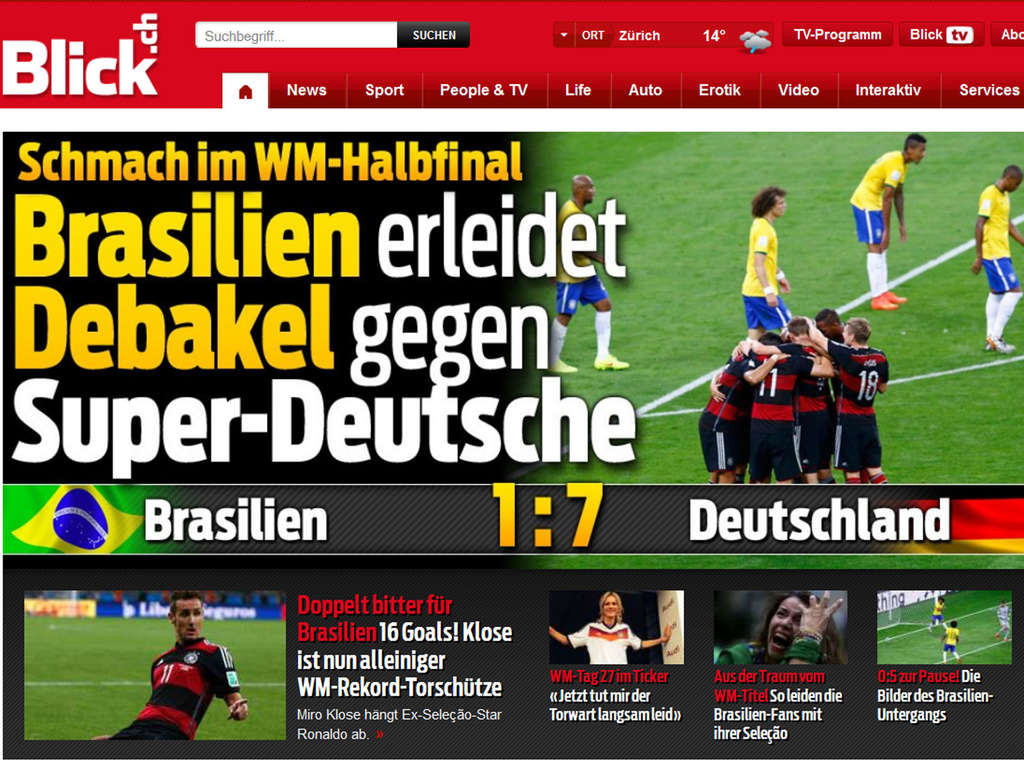 Blick.ch
Suchbegriff...
SUCHEN
ORT Zürich 14°
TV-Programm
Blick tv
News
Sport
People & TV
Life
Auto
Erotik
Video
Interaktiv
Services
Schmach im WM-Halbfinal
Brasilien erleidet
Debakel gegen
Super-Deutsche
11
18
Brasilien 1:7 Deutschland
11
Doppelt bitter für
Brasilien 16 Goals! Klose
ist nun alleiniger
WM-Rekord-Torschütze
Miro Klose hängt Ex-Seleção-Star
Ronaldo ab. »
Audi
WM-Tag 27 im Ticker
«Jetzt tut mir der
Torwart langsam leid»
Aus der Traum vom
WM-Titel So leiden die
Brasilien-Fans mit
ihrer Seleção
0:5 zur Pause! Die
Bilder des Brasilien-
Untergangs